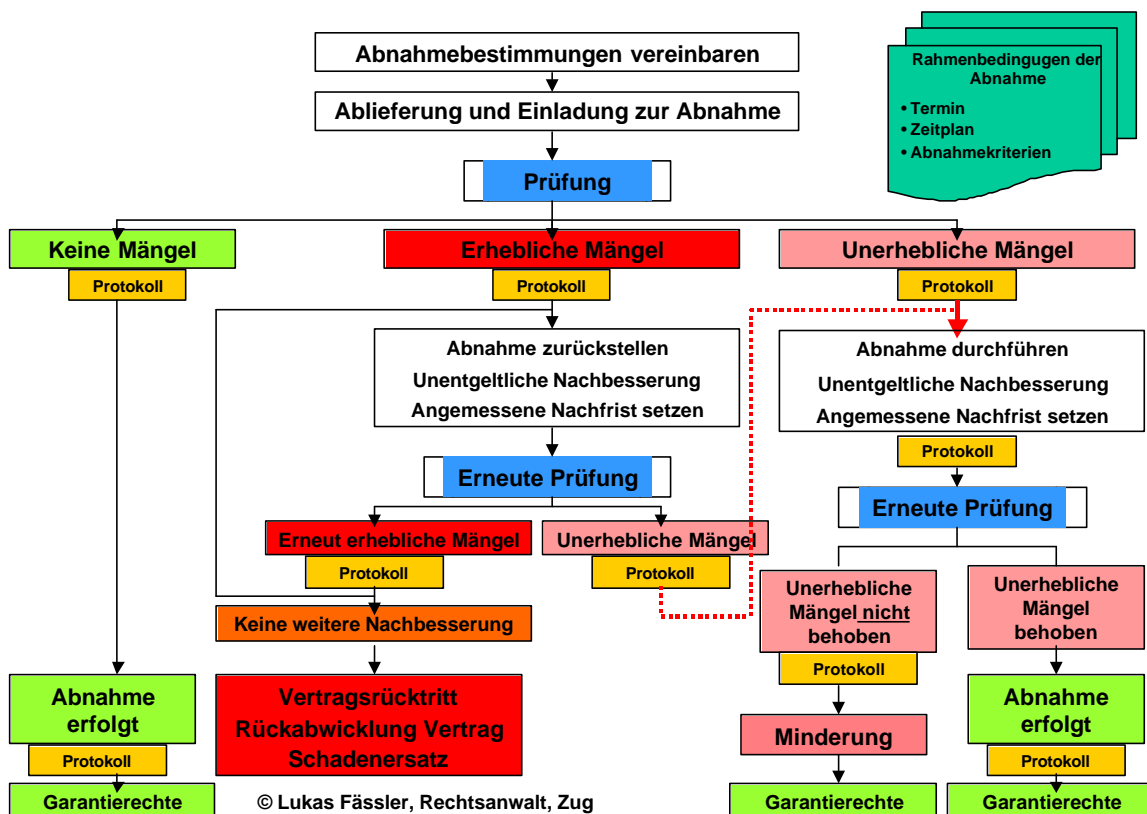 Abnahmebestimmungen vereinbaren
Ablieferung und Einladung zur Abnahme
Rahmenbedingugen der
Abnahme
• Termin
• Zeitplan
• Abnahmekriterien
Prüfung
Keine Mängel
Protokoll
Erhebliche Mängel
Protokoll
Unerhebliche Mängel
Protokoll
Abnahme zurückstellen
Unentgeltliche Nachbesserung
Angemessene Nachfrist setzen
Abnahme durchführen
Unentgeltliche Nachbesserung
Angemessene Nachfrist setzen
Protokoll
Erneute Prüfung
Erneute Prüfung
Erneut erhebliche Mängel
Protokoll
Unerhebliche Mängel
Protokoll
Keine weitere Nachbesserung
Unerhebliche
Mängel nicht
behoben
Protokoll
Unerhebliche
Mängel
behoben
Abnahme
erfolgt
Protokoll
Garantierechte
Vertragsrücktritt
Rückabwicklung Vertrag
Schadenersatz
Minderung
Garantierechte
Abnahme
erfolgt
Protokoll
Garantierechte
© Lukas Fässler, Rechtsanwalt, Zug